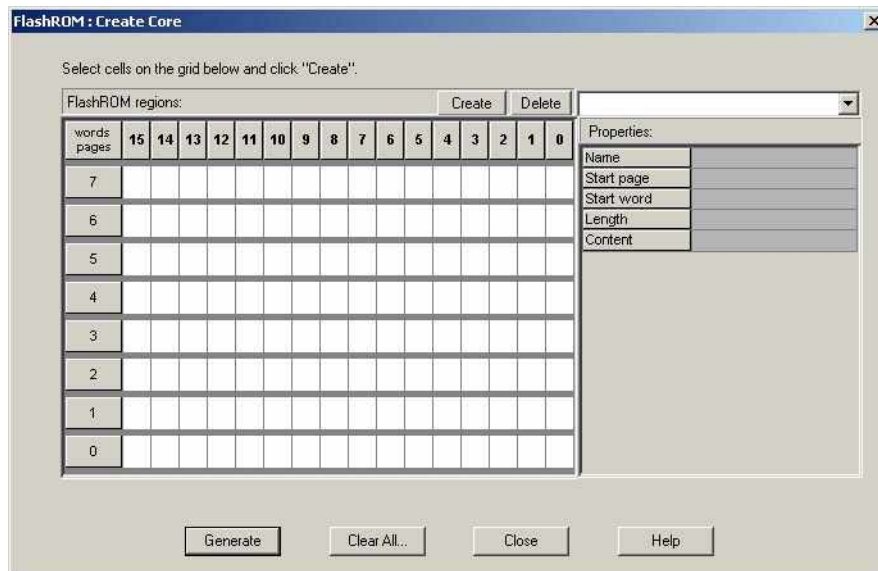 FlashROM : Create Core
Select cells on the grid below and click "Create".
FlashROM regions:
Create
Delete
words
pages
15 14 13 12 11 10 9 8 7 6 5 4 3 2 1 0
7
6
5
4
3
2
1
0
Properties:
Name
Start page
Start word
Length
Content
Generate
Clear All...
Close
Help